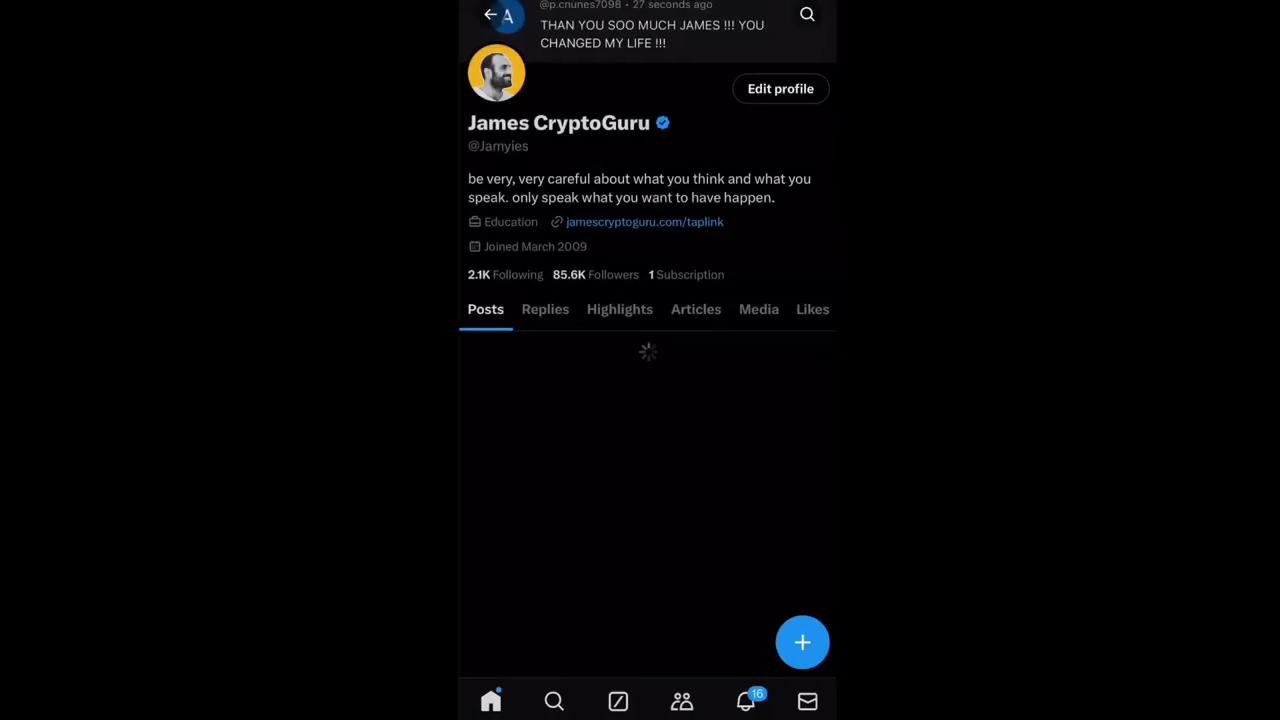 @p.cnunes7098 • 27 seconds ago
A
THAN YOU SOO MUCH JAMES !!! YOU
CHANGED MY LIFE !!!
Edit profile
James CryptoGuru
@Jamyies
be very, very careful about what you think and what you
speak. only speak what you want to have happen.
Education jamescryptoguru.com/taplink
Joined March 2009
2.1K Following 85.6K Followers 1 Subscription
Posts Replies Highlights Articles Media Likes
16